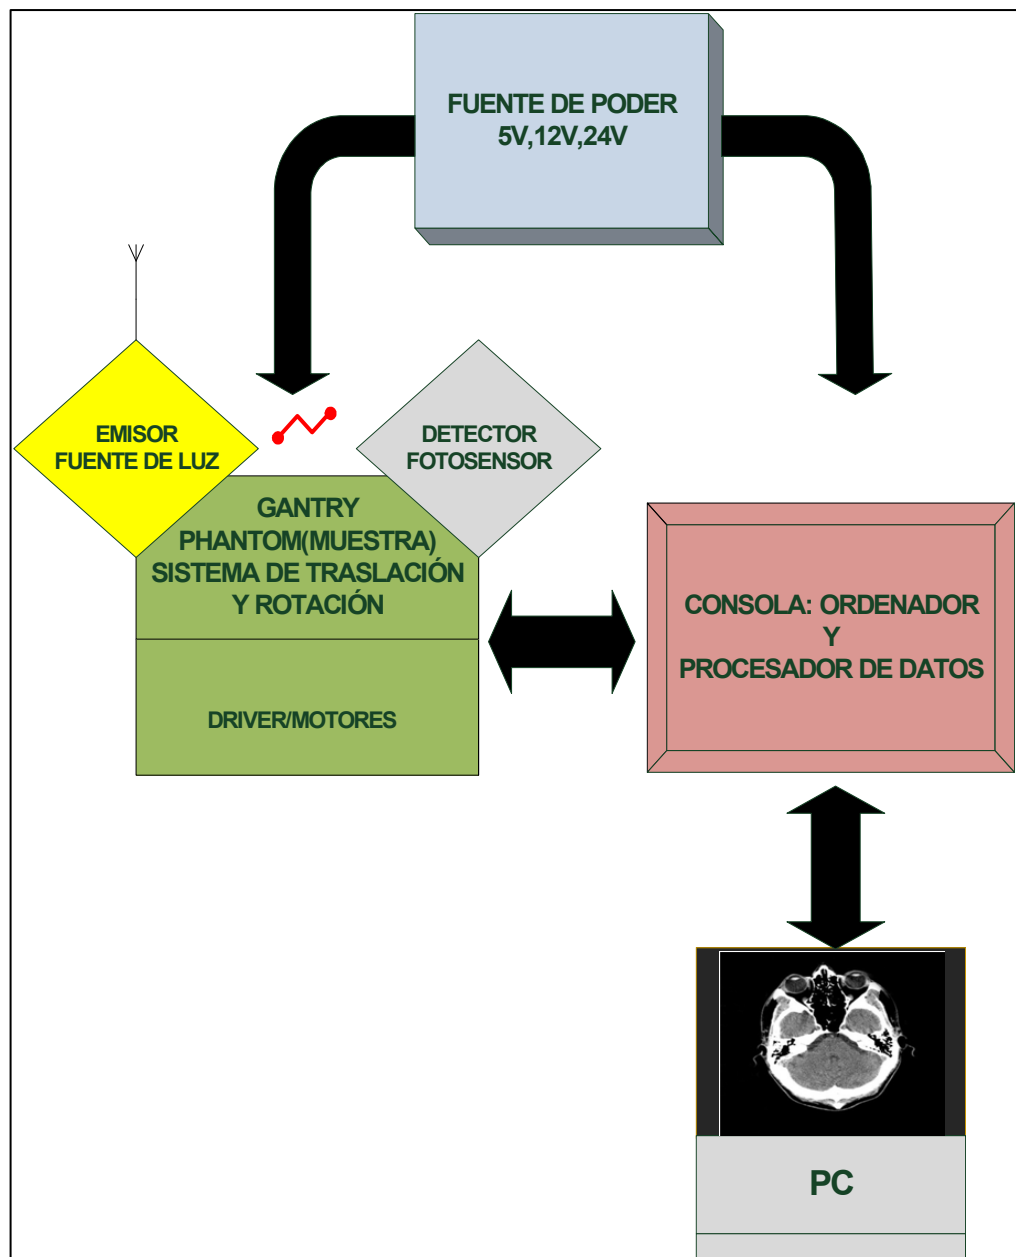 FUENTE DE PODER
5V,12V,24V
EMISOR
FUENTE DE LUZ
DETECTOR
FOTOSENSOR
GANTRY
PHANTOM(MUESTRA)
SISTEMA DE TRASLACIÓN
Y ROTACIÓN
DRIVER/MOTORES
CONSOLA: ORDENADOR
Y
PROCESADOR DE DATOS
PC